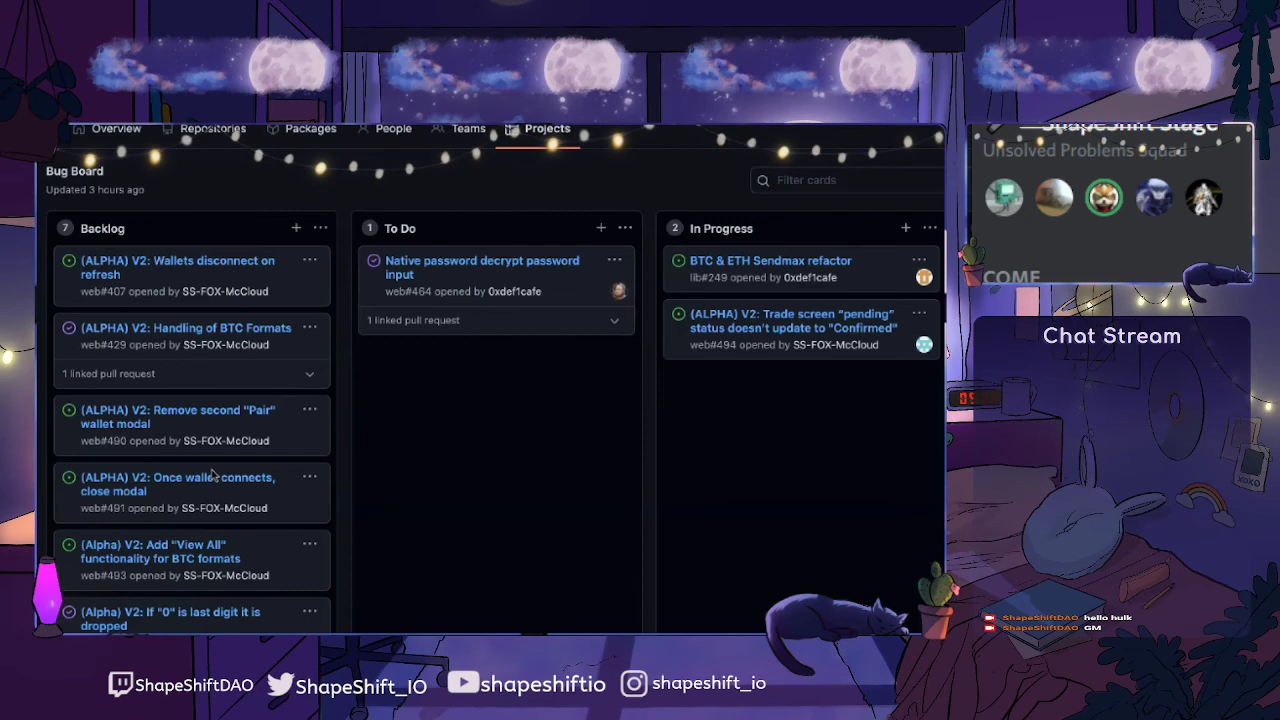 Overview
Repositories
Packages
People
Teams
Projects
Bug Board
Updated 3 hours ago
Filter cards
7 Backlog
(ALPHA) V2: Wallets disconnect on
refresh
web#407 opened by SS-FOX-McCloud
(ALPHA) V2: Handling of BTC Formats
web#429 opened by SS-FOX-McCloud
1 linked pull request
(ALPHA) V2: Remove second "Pair"
wallet modal
web#490 opened by SS-FOX-McCloud
(ALPHA) V2: Once wallet connects,
close modal
web#491 opened by SS-FOX-McCloud
(Alpha) V2: Add "View All"
functionality for BTC formats
web#493 opened by SS-FOX-McCloud
(Alpha) V2: If "0" is last digit it is
dropped
1 To Do
Native password decrypt password
input
web#464 opened by 0xdef1cafe
1 linked pull request
2 In Progress
BTC & ETH Sendmax refactor
lib#249 opened by 0xdef1cafe
(ALPHA) V2: Trade screen "pending"
status doesn't update to "Confirmed"
web#494 opened by SS-FOX-McCloud
ShapeShift Stage
Unsolved Problems Squad
COME
Chat Stream
XOXO
ShapeShiftDAO hello hulk
ShapeShiftDAO GM
ShapeShiftDAO
ShapeShift_IO
shapeshiftio
shapeshift_io